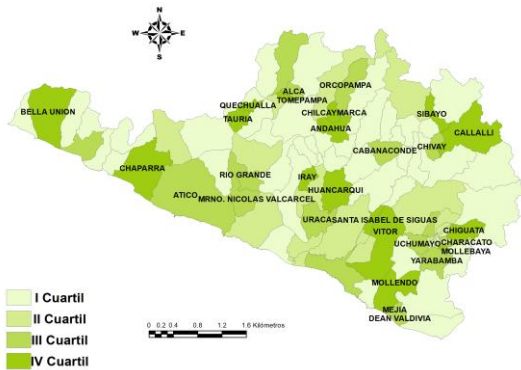 N
W E
S
BELLA UNION
ALCA
TOMEPAMPA
ORCOPAMPA
QUECHUALLA
TAURIA
CHILCAYMARCA
ANDAHUA
SIBAYO
CALLALLI
CHIVAY
CABANACONDE
CHAPARRA
RIO GRANDE
IRAY
HUANCARQUI
ATICO
MRNO. NICOLAS VALCARCEL
URACA
SANTA ISABEL DE SIGUAS
VITOR
CHIGUATA
UCHUMAYO
CHARACATO
MOLLEBAYA
YARABAMBA
MOLLENDO
MEJIA
DEAN VALDIVIA
I Cuartil
II Cuartil
III Cuartil
IV Cuartil
0 0.2 0.4 0.8 1.2 1.6 Kilómetros